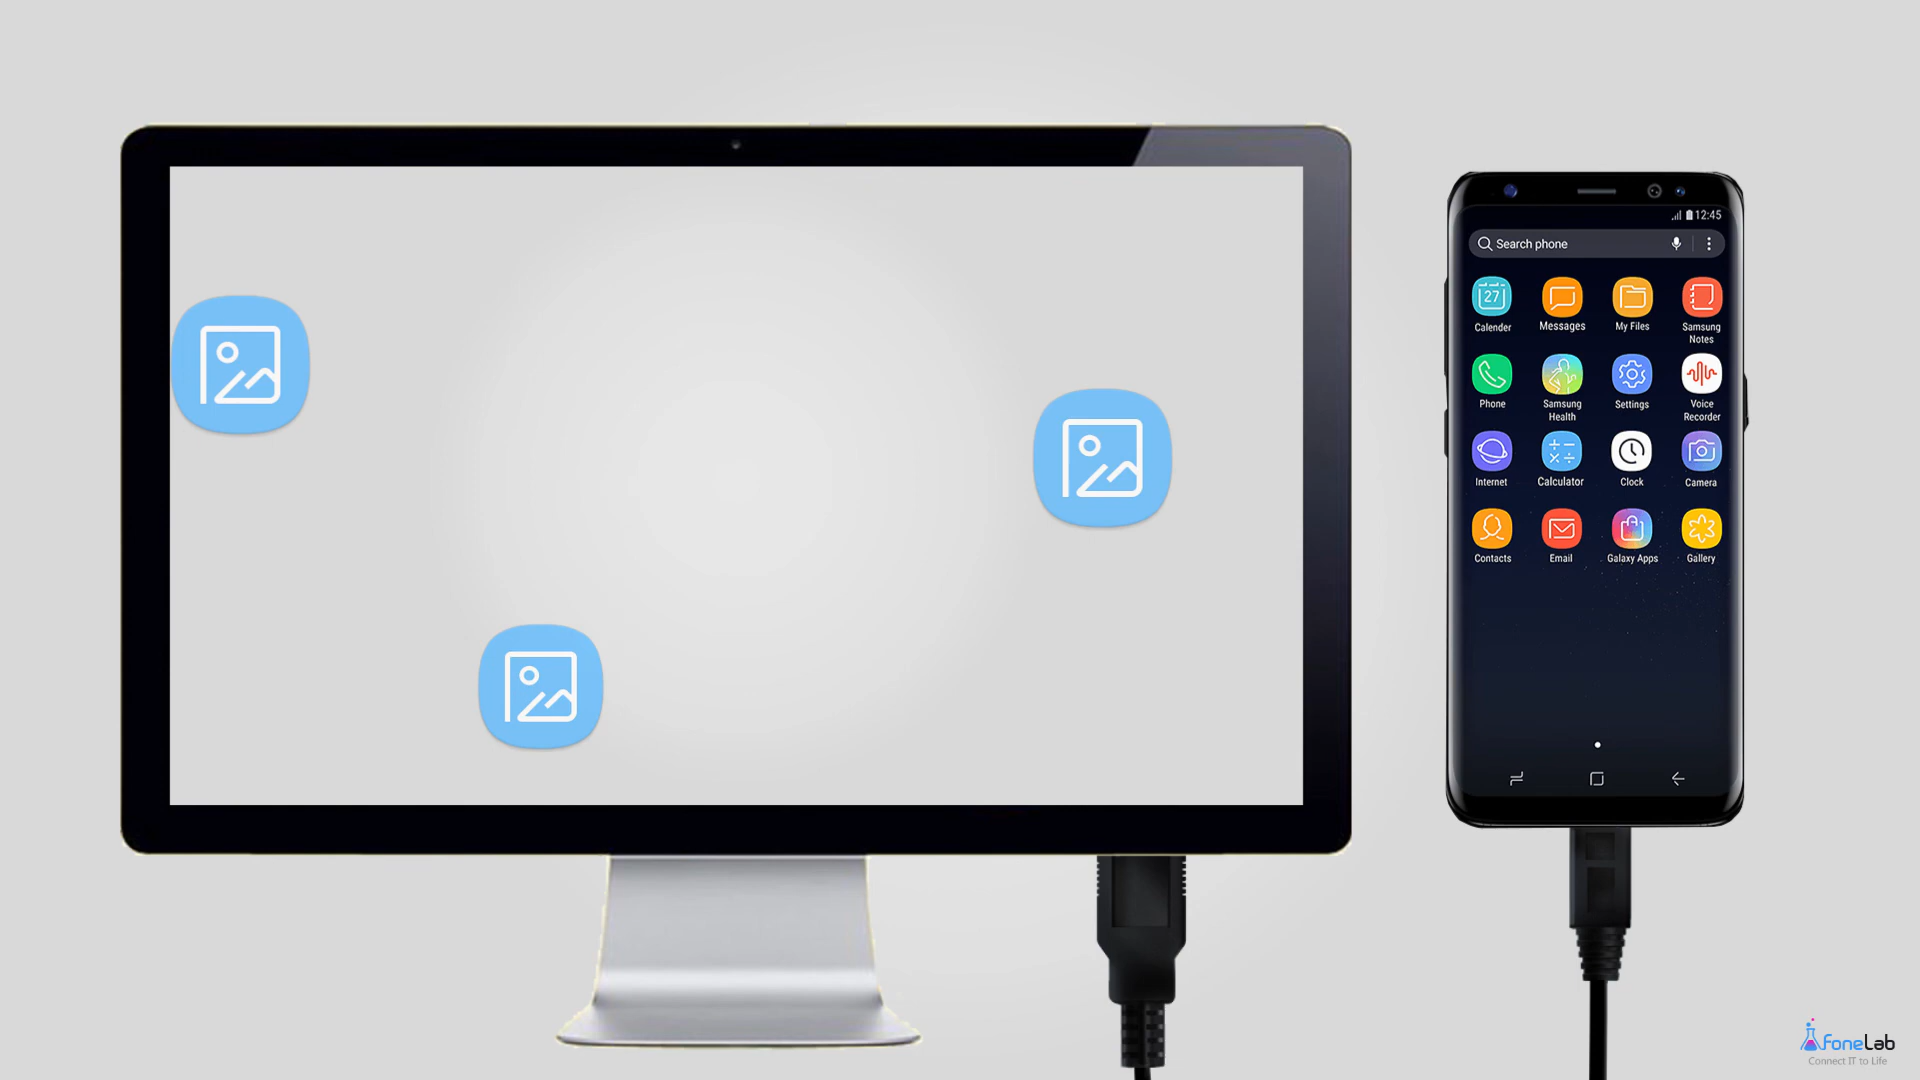 12:45
Search phone
27
Calender
Messages
My Files
Samsung
Notes
Phone
Samsung
Health
Settings
Voice
Recorder
Internet
Calculator
Clock
Camera
Contacts
Email
Galaxy Apps
Gallery
FoneLab
Connect IT to Life